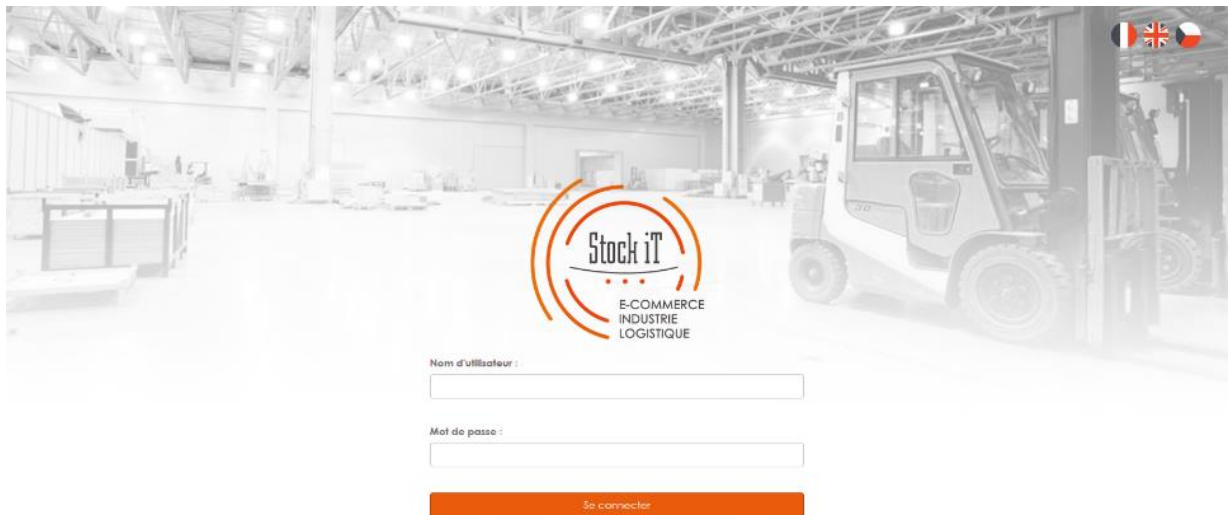 Stock iT
E-COMMERCE
INDUSTRIE
LOGISTIQUE
Nom d'utilisateur :
Mot de passe :
Se connecter